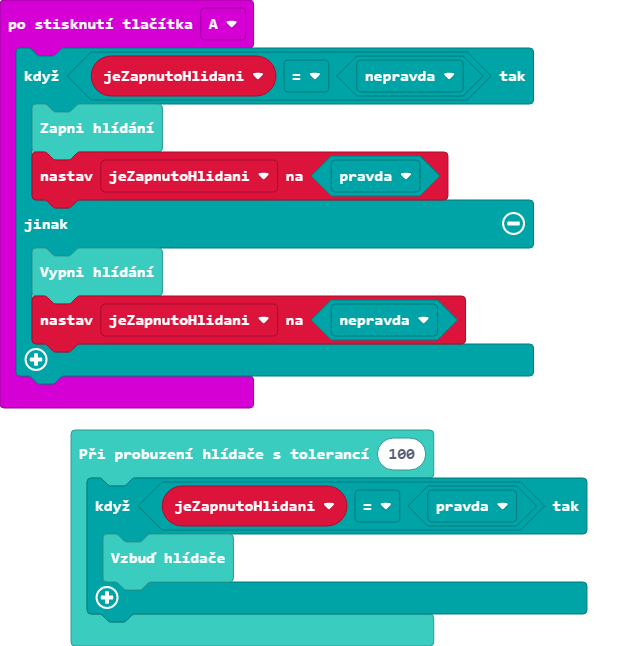 po stisknutí tlačítka A
když jeZapnutoHlidani = nepravda tak
Zapni hlídání
nastav jeZapnutoHlidani na pravda
jinak
Vypni hlídání
nastav jeZapnutoHlidani na nepravda
Při probuzení hlídače s tolerancí 100
když jeZapnutoHlidani = pravda tak
Vzbuď hlídače